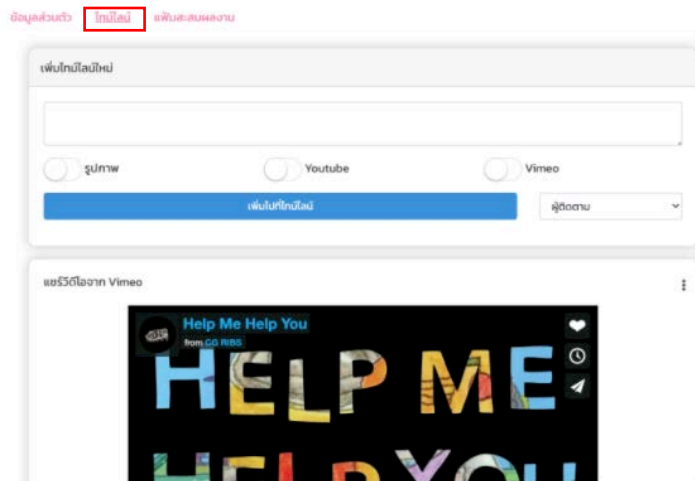 ข้อมูลส่วนตัว ไทม์ไลน์ แฟ้มสะสมผลงาน
เพิ่มไทม์ไลน์ใหม่
รูปภาพ Youtube Vimeo
เพิ่มไปที่ไทม์ไลน์ ผู้ติดตาม
แชร์วีดีโอจาก Vimeo
Help Me Help You
from CG RIBS
HELP ME
HELP YOU